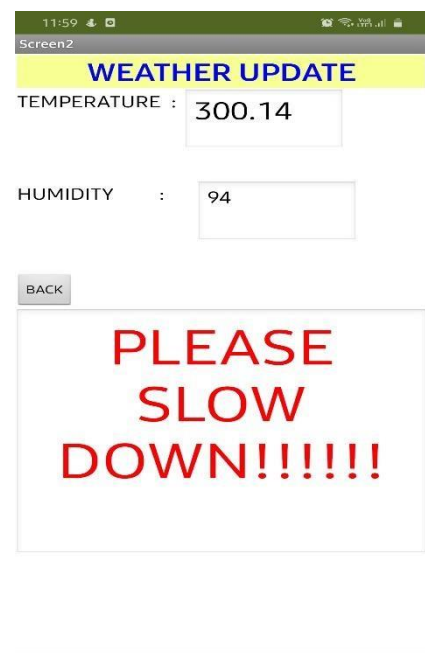 11:59
Screen2
WEATHER UPDATE
TEMPERATURE : 300.14
HUMIDITY : 94
BACK
PLEASE
SLOW
DOWN!!!!!!